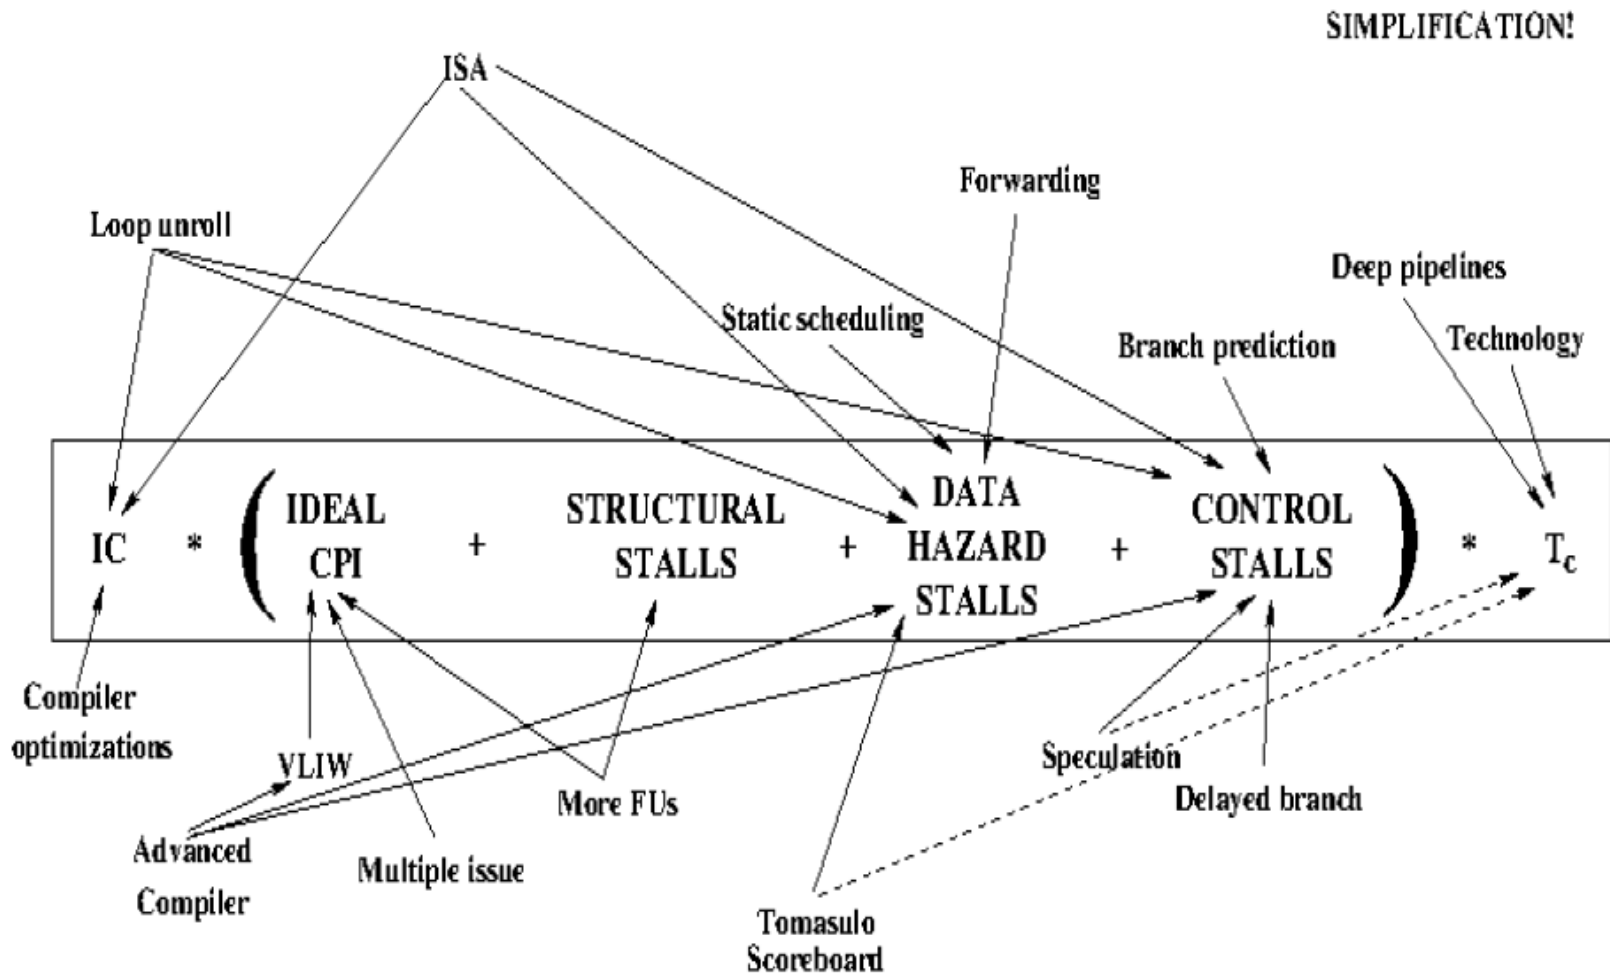 SIMPLIFICATION!
ISA
Forwarding
Loop unroll
Deep pipelines
Static scheduling
Branch prediction
Technology
IC * ( IDEAL CPI + STRUCTURAL STALLS + DATA HAZARD STALLS + CONTROL STALLS ) * Tc
Compiler
optimizations
VLIW
Speculation
More FUs
Delayed branch
Advanced
Compiler
Multiple issue
Tomasulo
Scoreboard